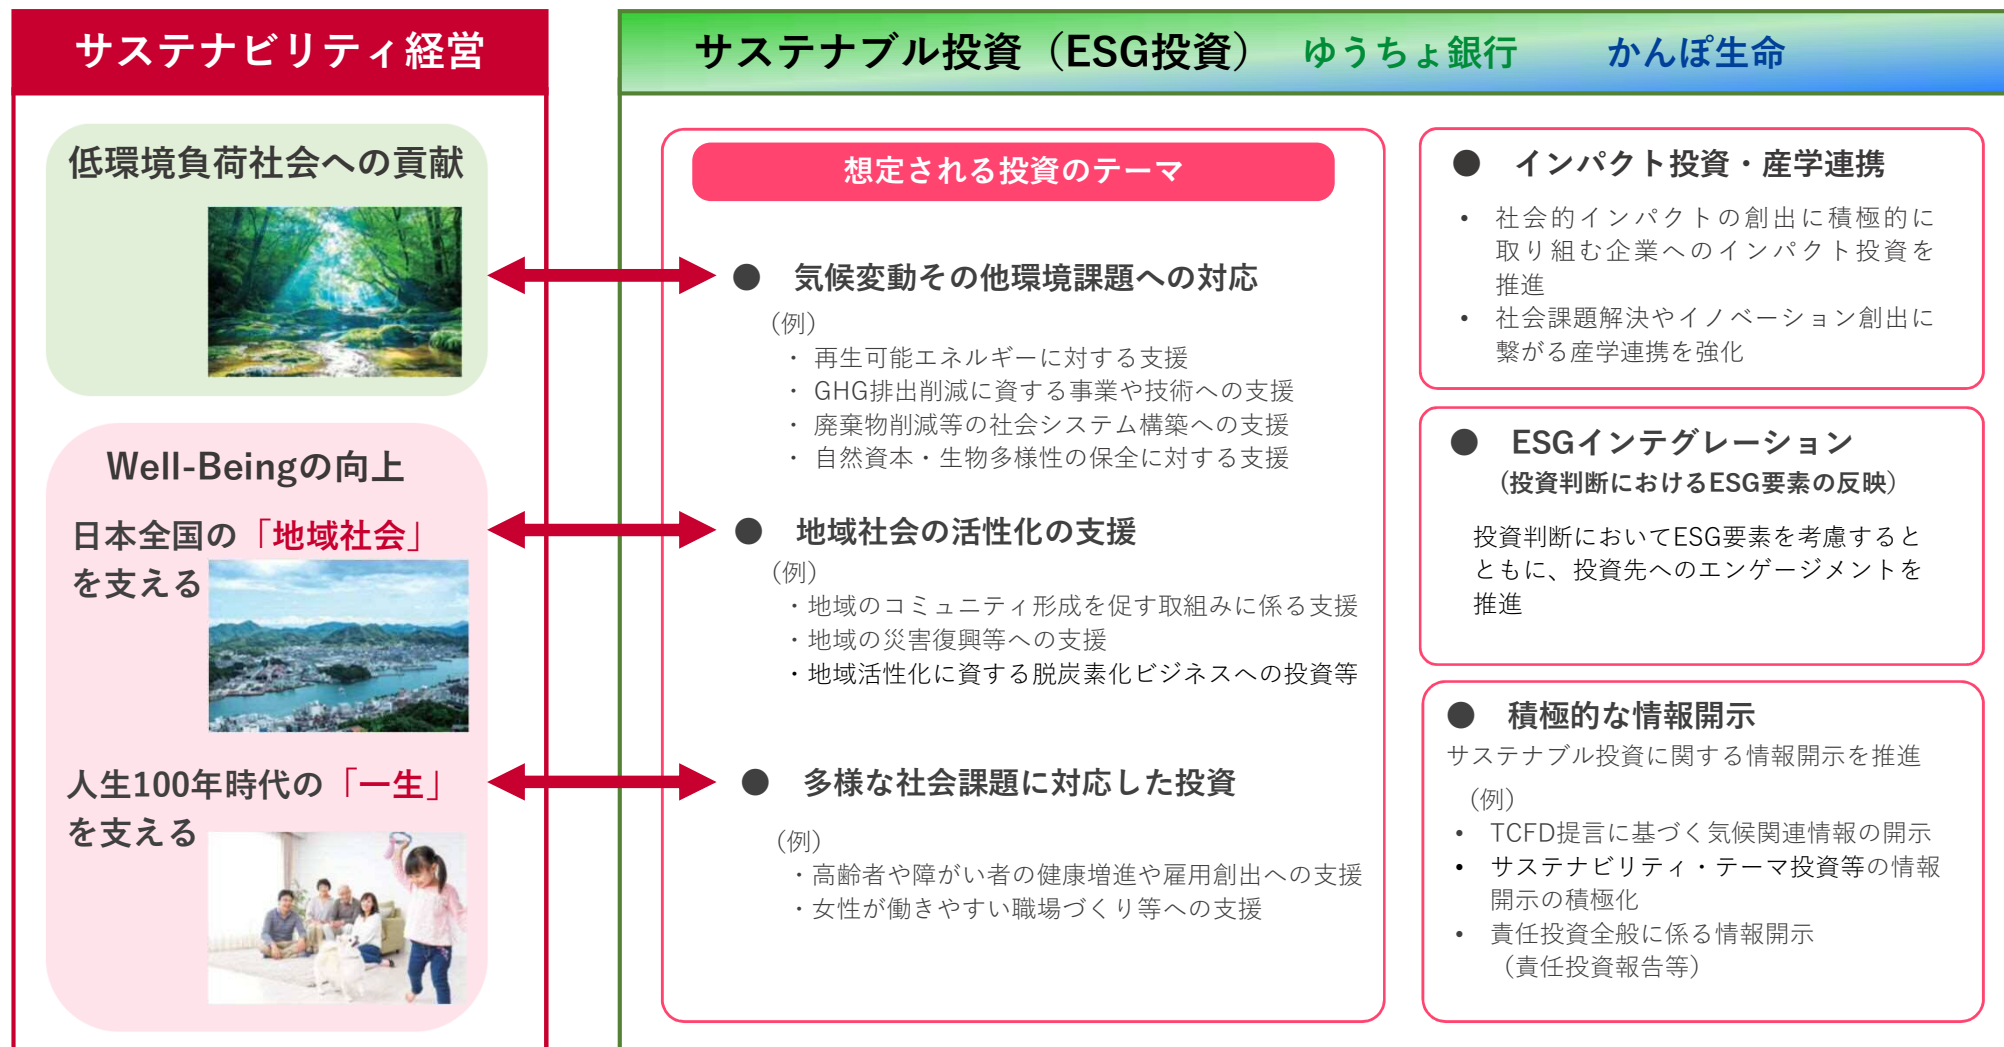 サステナビリティ経営
低環境負荷社会への貢献
Well-Beingの向上
日本全国の「地域社会」
を支える
人生100年時代の「一生」
を支える
サステナブル投資（ESG投資） ゆうちょ銀行 かんぽ生命
想定される投資のテーマ
● 気候変動その他環境課題への対応
（例）
・ 再生可能エネルギーに対する支援
・ GHG排出削減に資する事業や技術への支援
・ 廃棄物削減等の社会システム構築への支援
・ 自然資本・生物多様性の保全に対する支援
● 地域社会の活性化の支援
（例）
・地域のコミュニティ形成を促す取組みに係る支援
・地域の災害復興等への支援
・地域活性化に資する脱炭素化ビジネスへの投資等
● 多様な社会課題に対応した投資
（例）
・高齢者や障がい者の健康増進や雇用創出への支援
・女性が働きやすい職場づくり等への支援
● インパクト投資・産学連携
• 社会的インパクトの創出に積極的に
取り組む企業へのインパクト投資を
推進
• 社会課題解決やイノベーション創出に
繋がる産学連携を強化
● ESGインテグレーション
（投資判断におけるESG要素の反映）
投資判断においてESG要素を考慮すると
ともに、投資先へのエンゲージメントを
推進
● 積極的な情報開示
サステナブル投資に関する情報開示を推進
（例）
• TCFD提言に基づく気候関連情報の開示
• サステナビリティ・テーマ投資等の情報
開示の積極化
• 責任投資全般に係る情報開示
（責任投資報告等）